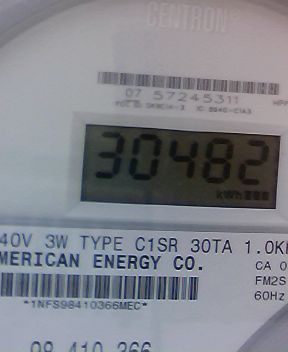 CENTRON®
07 57245311
30482
kWh
40V 3W TYPE C1SR 30TA 1.0K
MERICAN ENERGY CO.
CA 0
FM2S
60Hz
*1NFS98410366MEC*
98 410 366